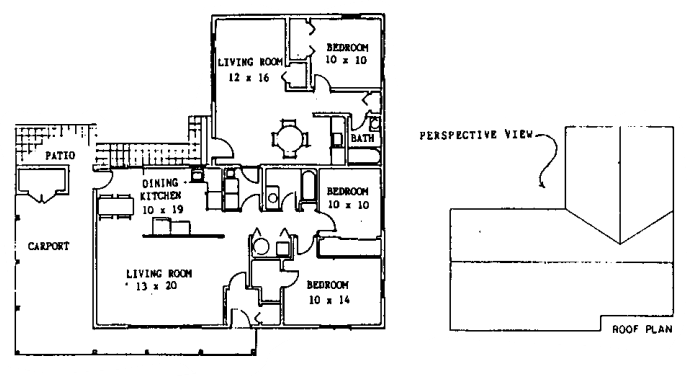 LIVING ROOM
12 x 16
BEDROOM
10 x 10
BATH
PATIO
DINING
KITCHEN
10 x 19
BEDROOM
10 x 10
CARPORT
LIVING ROOM
13 x 20
BEDROOM
10 x 14
PERSPECTIVE VIEW
ROOF PLAN